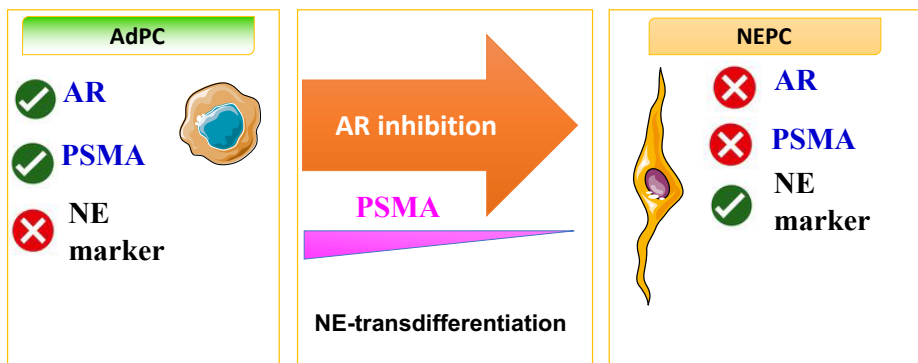 AdPC
AR
PSMA
NE
marker
AR inhibition
PSMA
NE-transdifferentiation
NEPC
AR
PSMA
NE
marker